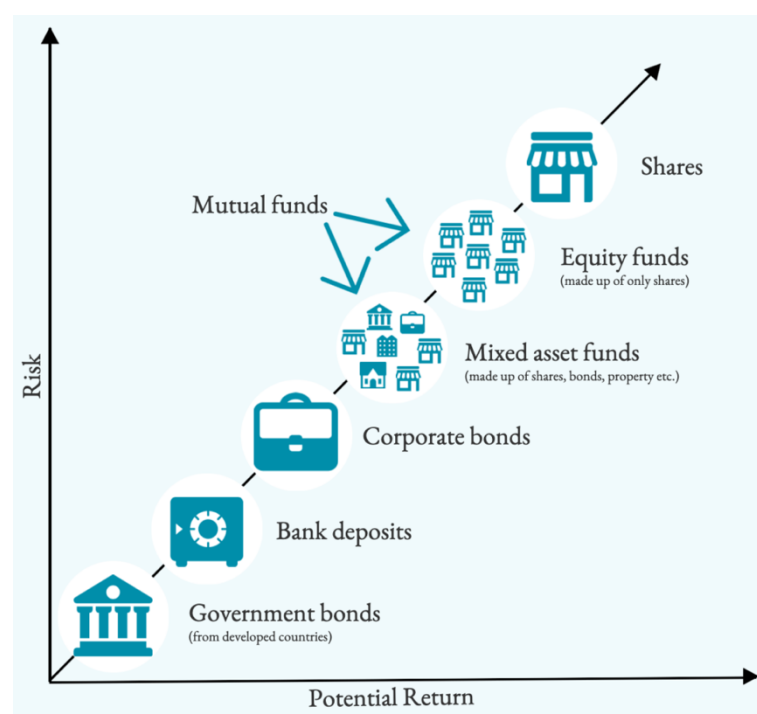 Shares
Mutual funds
Equity funds
(made up of only shares)
Mixed asset funds
(made up of shares, bonds, property etc.)
Risk
Corporate bonds
Bank deposits
Government bonds
(from developed countries)
Potential Return